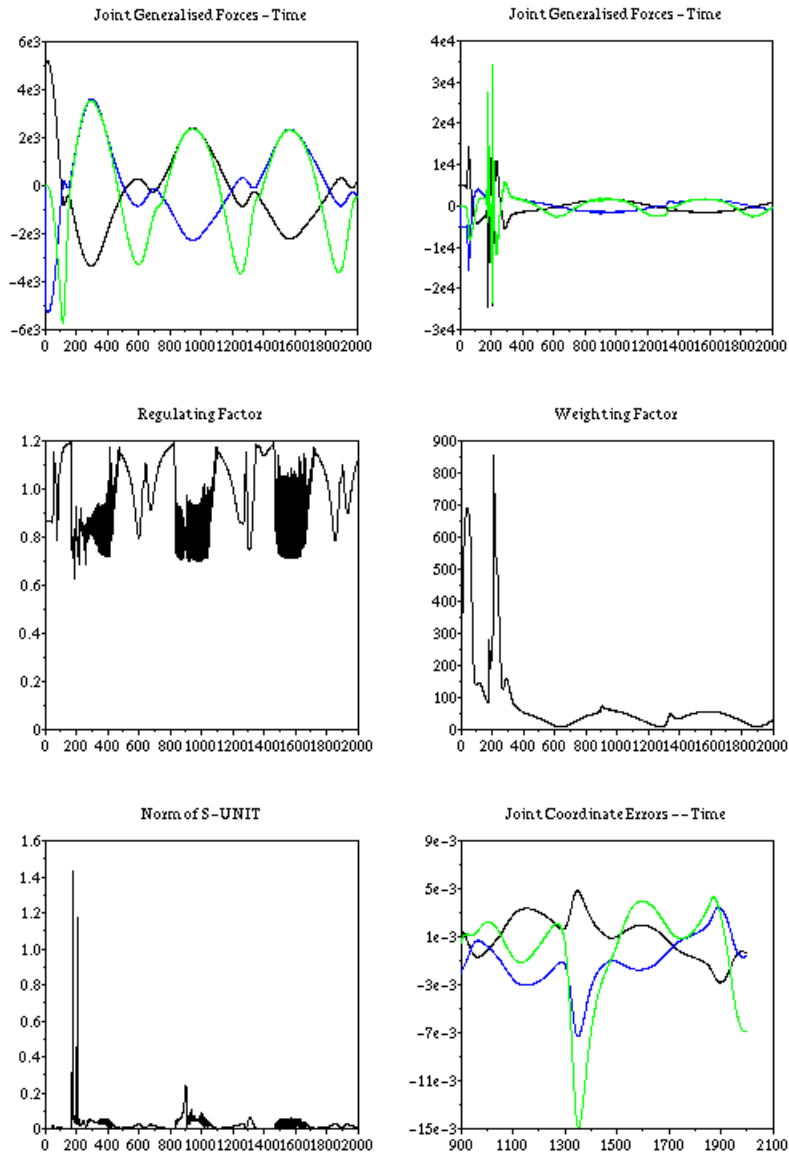 Joint Generalised Forces - Time
Joint Generalised Forces - Time
6e3
4e3
2e3
0
-2e3
-4e3
-6e3
0 200 400 600 800 1000 1200 1400 1600 1800 2000
4e4
3e4
2e4
1e4
0
-1e4
-2e4
-3e4
0 200 400 600 800 1000 1200 1400 1600 1800 2000
Regulating Factor
Weighting Factor
1.2
1.0
0.8
0.6
0.4
0.2
0
0 200 400 600 800 1000 1200 1400 1600 1800 2000
900
800
700
600
500
400
300
200
100
0
0 200 400 600 800 1000 1200 1400 1600 1800 2000
Norm of S-UNIT
Joint Coordinate Errors -- Time
1.6
1.4
1.2
1.0
0.8
0.6
0.4
0.2
0
0 200 400 600 800 1000 1200 1400 1600 1800 2000
9e-3
5e-3
1e-3
-3e-3
-7e-3
-11e-3
-15e-3
900 1100 1300 1500 1700 1900 2100